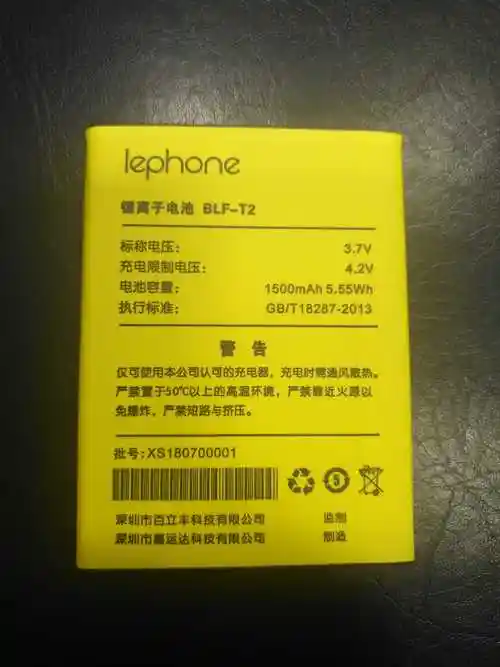 lephone
锂离子电池 BLF-T2
标称电压: 3.7V
充电限制电压: 4.2V
电池容量: 1500mAh 5.55Wh
执行标准: GB/T18287-2013
警 告
仅可使用本公司认可的充电器，充电时需通风散热。
严禁置于50℃以上的高温环境，严禁靠近火源以
免爆炸，严禁短路与挤压。
批号:XS180700001
5
深圳市百立丰科技有限公司 监制
深圳市嘉运达科技有限公司 制造